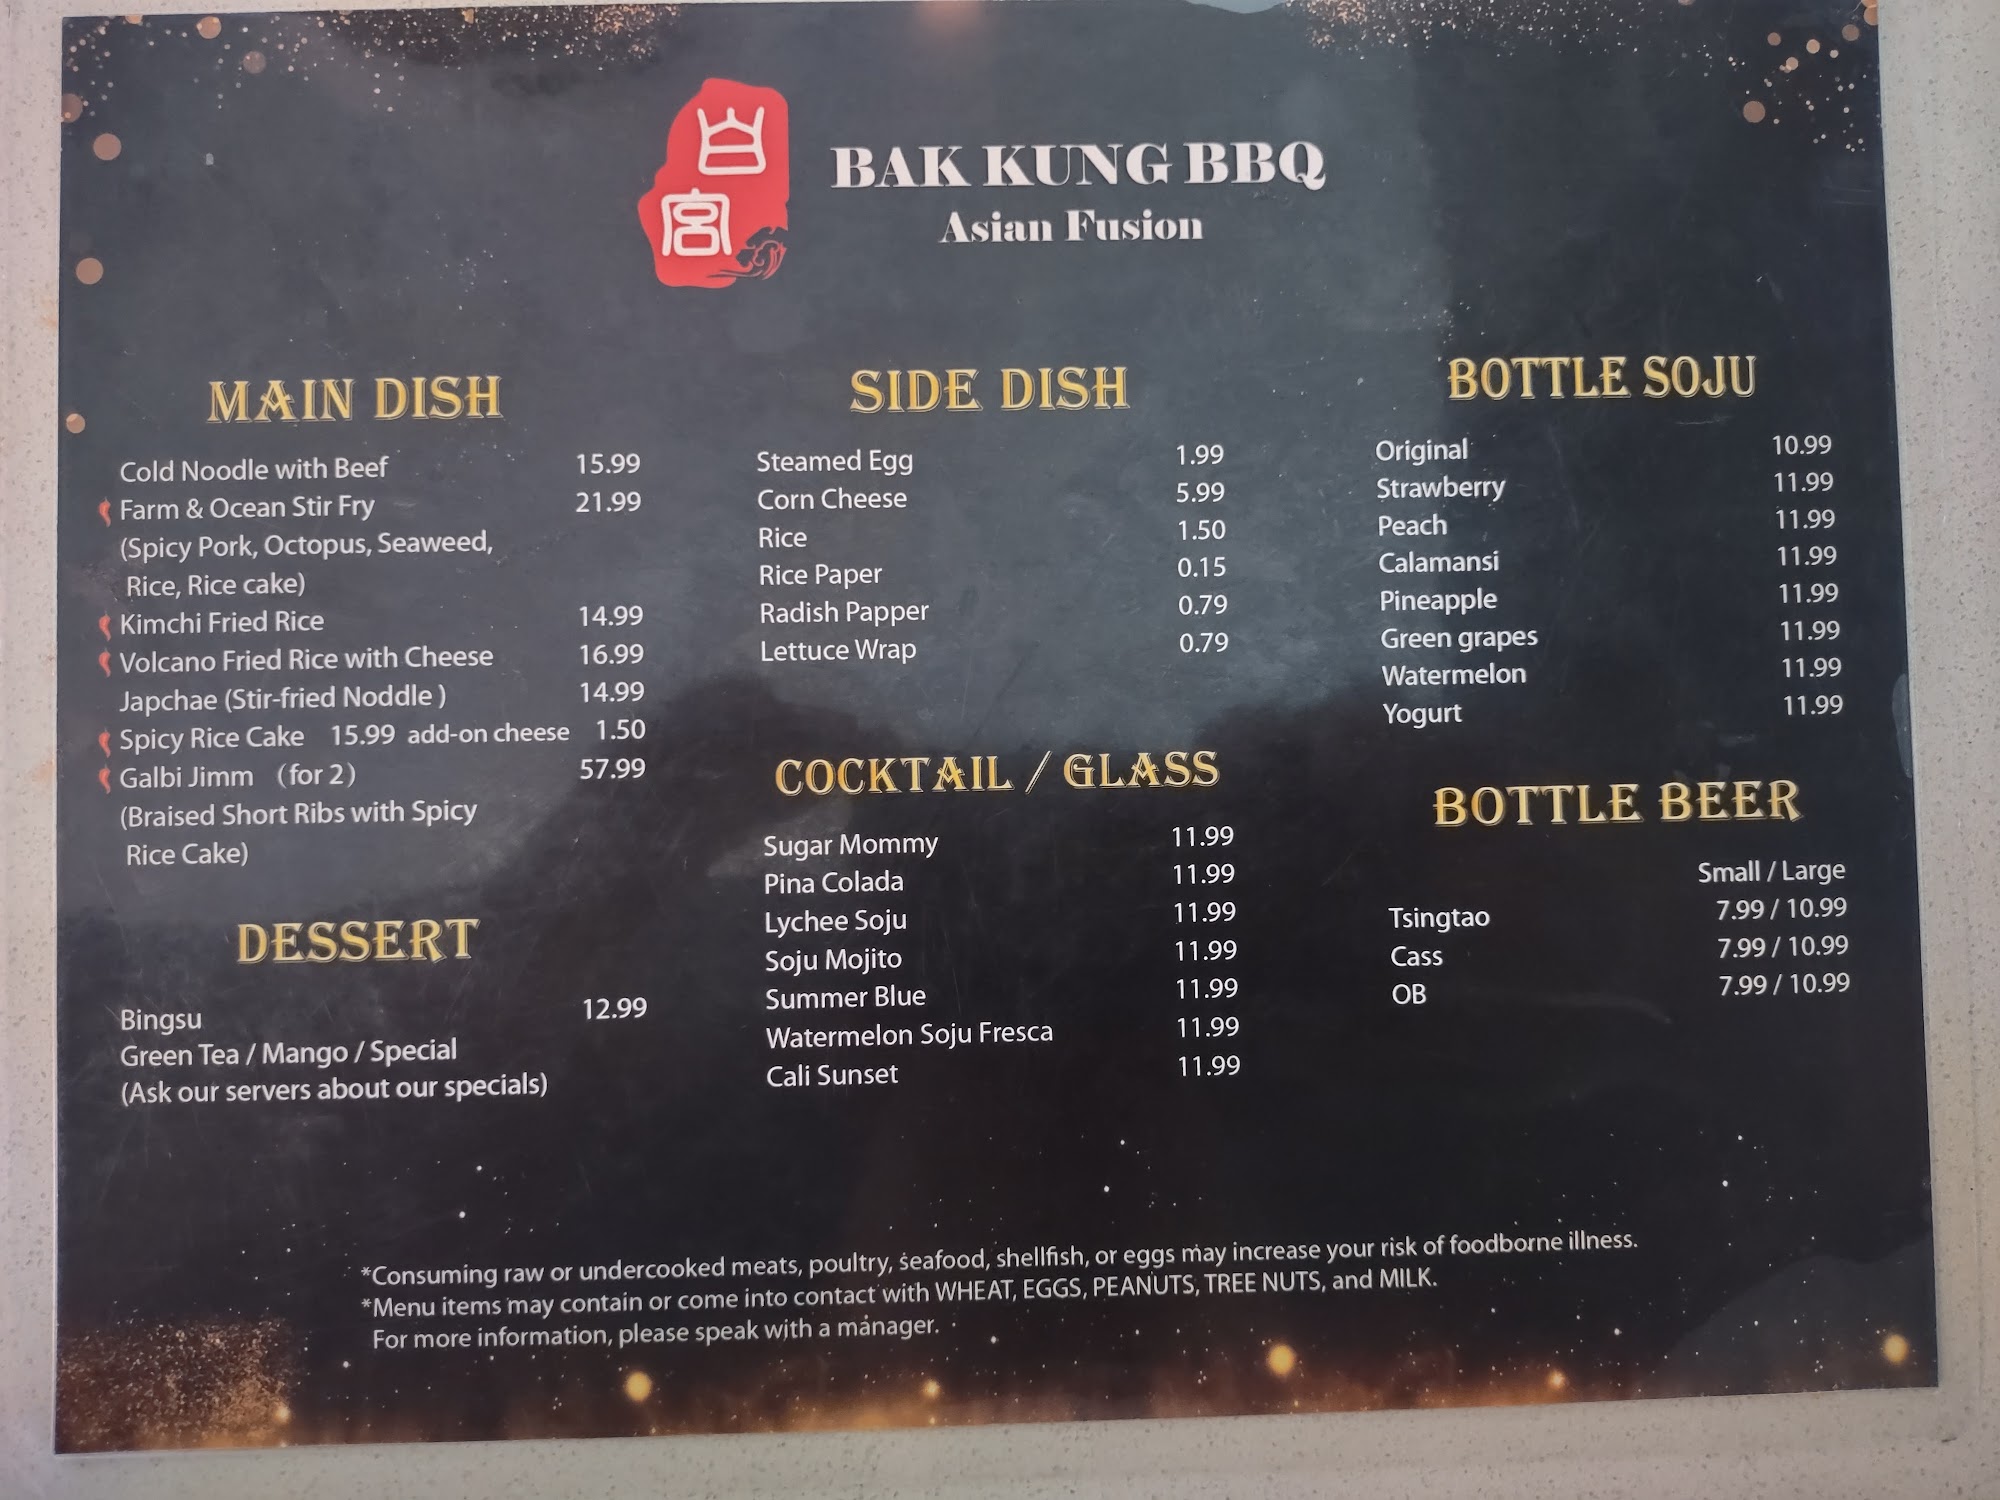 白宮
BAK KUNG BBQ
Asian Fusion
MAIN DISH
Cold Noodle with Beef 15.99
Farm & Ocean Stir Fry 21.99
(Spicy Pork, Octopus, Seaweed,
Rice, Rice cake)
Kimchi Fried Rice 14.99
Volcano Fried Rice with Cheese 16.99
Japchae (Stir-fried Noddle ) 14.99
Spicy Rice Cake 15.99 add-on cheese 1.50
Galbi Jimm (for 2) 57.99
(Braised Short Ribs with Spicy
Rice Cake)
DESSERT
Bingsu 12.99
Green Tea / Mango / Special
(Ask our servers about our specials)
SIDE DISH
Steamed Egg 1.99
Corn Cheese 5.99
Rice 1.50
Rice Paper 0.15
Radish Papper 0.79
Lettuce Wrap 0.79
COCKTAIL / GLASS
Sugar Mommy 11.99
Pina Colada 11.99
Lychee Soju 11.99
Soju Mojito 11.99
Summer Blue 11.99
Watermelon Soju Fresca 11.99
Cali Sunset 11.99
BOTTLE SOJU
Original 10.99
Strawberry 11.99
Peach 11.99
Calamansi 11.99
Pineapple 11.99
Green grapes 11.99
Watermelon 11.99
Yogurt 11.99
BOTTLE BEER
Small / Large
Tsingtao 7.99 / 10.99
Cass 7.99 / 10.99
OB 7.99 / 10.99
*Consuming raw or undercooked meats, poultry, seafood, shellfish, or eggs may increase your risk of foodborne illness.
*Menu items may contain or come into contact with WHEAT, EGGS, PEANUTS, TREE NUTS, and MILK.
For more information, please speak with a manager.